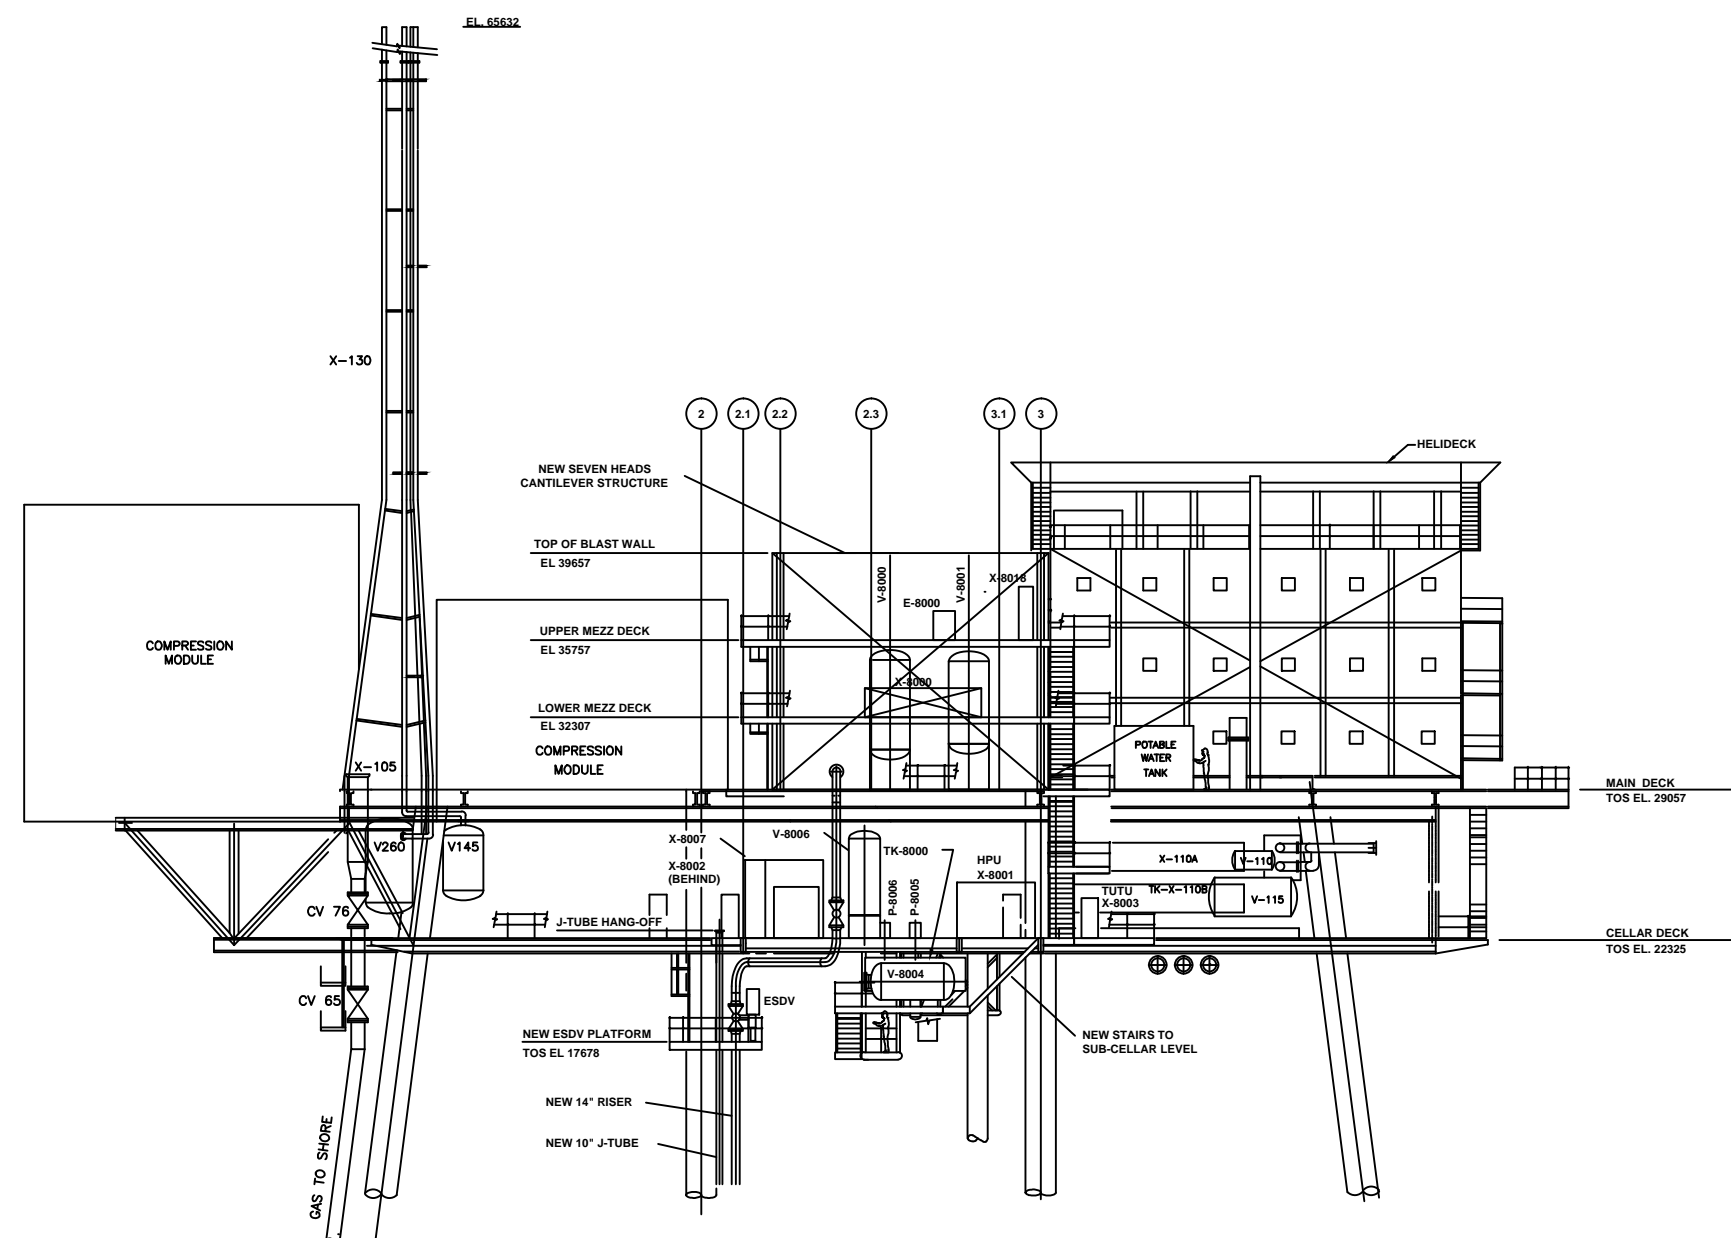 EL. 65632
X-130
2
2.1
2.2
2.3
3.1
3
HELIDECK
NEW SEVEN HEADS
CANTILEVER STRUCTURE
TOP OF BLAST WALL
EL 39657
V-8000
V-8001
X-8018
E-8000
UPPER MEZZ DECK
EL 35757
COMPRESSION
MODULE
X-8000
LOWER MEZZ DECK
EL 32307
COMPRESSION
MODULE
POTABLE
WATER
TANK
X-105
MAIN DECK
TOS EL. 29057
V260
V145
X-8007
X-8002
(BEHIND)
V-8006
TK-8000
HPU
X-8001
X-110A
V-110
TUTU
X-8003
TK-X-110B
V-115
P-8006
P-8005
CV 76
J-TUBE HANG-OFF
CELLAR DECK
TOS EL. 22325
V-8004
CV 65
ESDV
NEW ESDV PLATFORM
TOS EL 17678
NEW STAIRS TO
SUB-CELLAR LEVEL
NEW 14" RISER
NEW 10" J-TUBE
GAS TO SHORE